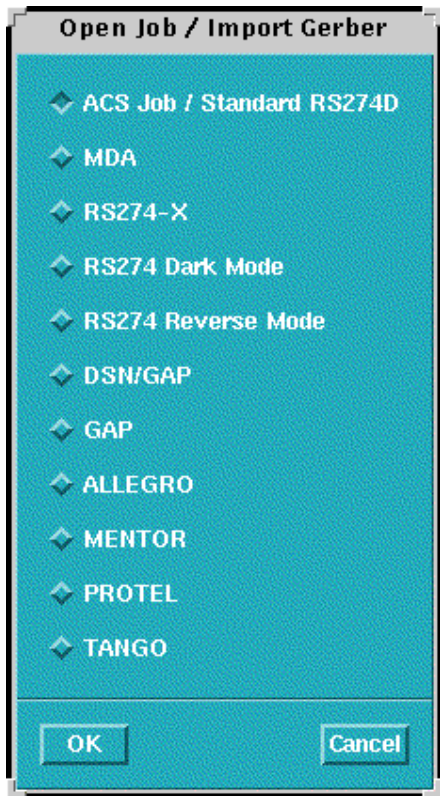 Open Job / Import Gerber
ACS Job / Standard RS274D
MDA
RS274-X
RS274 Dark Mode
RS274 Reverse Mode
DSN/GAP
GAP
ALLEGRO
MENTOR
PROTEL
TANGO
OK
Cancel